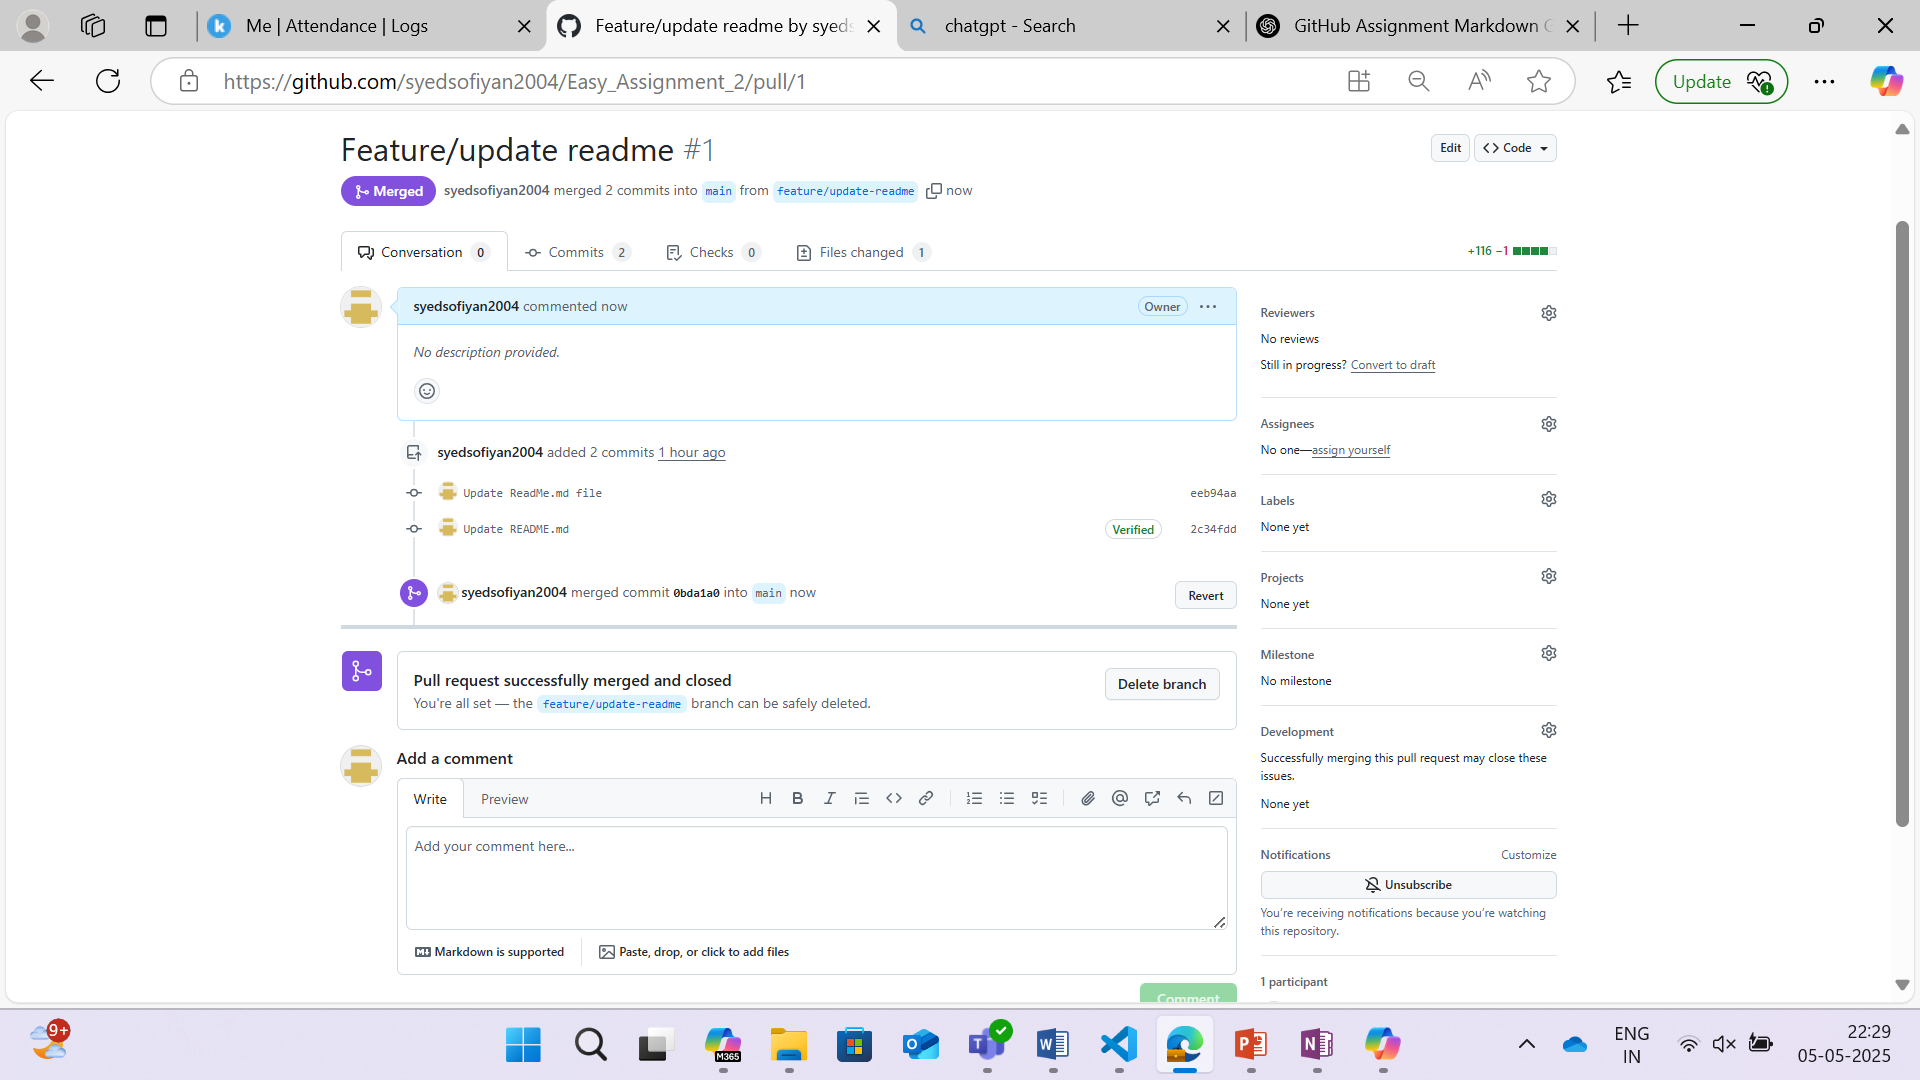 Me | Attendance | Logs
Feature/update readme by syeds
chatgpt - Search
GitHub Assignment Markdown G
https://github.com/syedsofiyan2004/Easy_Assignment_2/pull/1
Update
Feature/update readme #1
Edit
Code
Merged
syedsofiyan2004 merged 2 commits into main from feature/update-readme now
Conversation 0
Commits 2
Checks 0
Files changed 1
+116 −1
syedsofiyan2004 commented now
Owner
No description provided.
syedsofiyan2004 added 2 commits 1 hour ago
Update ReadMe.md file
eeb94aa
Update README.md
Verified
2c34fdd
syedsofiyan2004 merged commit 0bda1a0 into main now
Revert
Pull request successfully merged and closed
You're all set — the feature/update-readme branch can be safely deleted.
Delete branch
Add a comment
Write
Preview
Add your comment here...
Markdown is supported
Paste, drop, or click to add files
Comment
Reviewers
No reviews
Still in progress? Convert to draft
Assignees
No one—assign yourself
Labels
None yet
Projects
None yet
Milestone
No milestone
Development
Successfully merging this pull request may close these
issues.
None yet
Notifications
Customize
Unsubscribe
You're receiving notifications because you're watching
this repository.
1 participant
9+
M365
ENG
IN
22:29
05-05-2025